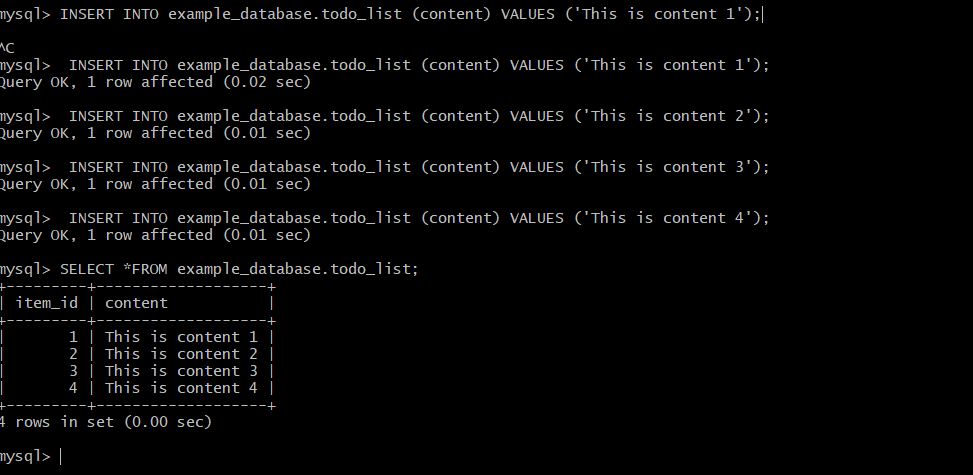 mysql> INSERT INTO example_database.todo_list (content) VALUES ('This is content 1');
^C
mysql>  INSERT INTO example_database.todo_list (content) VALUES ('This is content 1');
Query OK, 1 row affected (0.02 sec)
mysql>  INSERT INTO example_database.todo_list (content) VALUES ('This is content 2');
Query OK, 1 row affected (0.01 sec)
mysql>  INSERT INTO example_database.todo_list (content) VALUES ('This is content 3');
Query OK, 1 row affected (0.01 sec)
mysql>  INSERT INTO example_database.todo_list (content) VALUES ('This is content 4');
Query OK, 1 row affected (0.01 sec)
mysql> SELECT *FROM example_database.todo_list;
+---------+-------------------+
| item_id | content           |
+---------+-------------------+
|       1 | This is content 1 |
|       2 | This is content 2 |
|       3 | This is content 3 |
|       4 | This is content 4 |
+---------+-------------------+
4 rows in set (0.00 sec)
mysql>